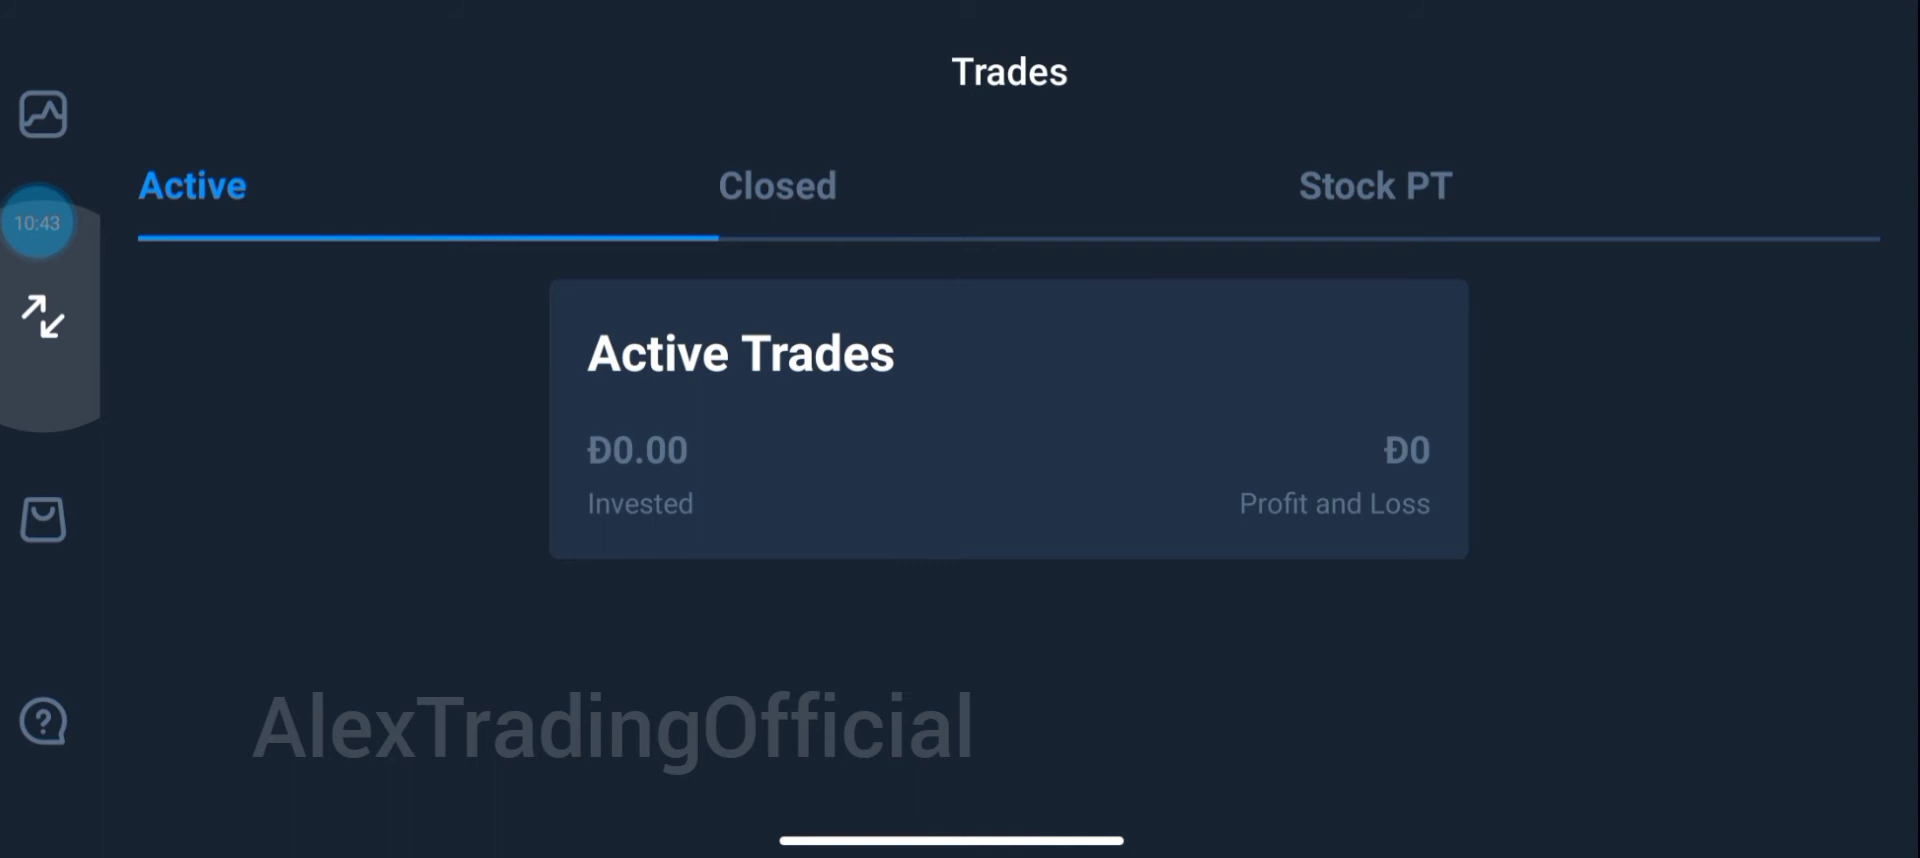 Trades
Active
Closed
Stock PT
10:43
Active Trades
Đ0.00
Đ0
Invested
Profit and Loss
AlexTradingOfficial